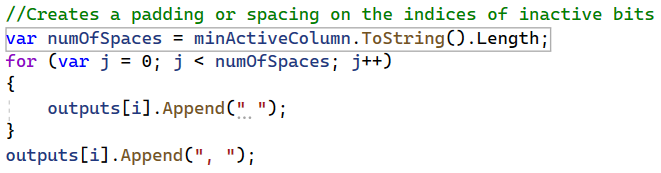 //Creates a padding or spacing on the indices of inactive bits
var numOfSpaces = minActiveColumn.ToString().Length;
for (var j = 0; j < numOfSpaces; j++)
{
    outputs[i].Append(" ");
}
outputs[i].Append(", ");